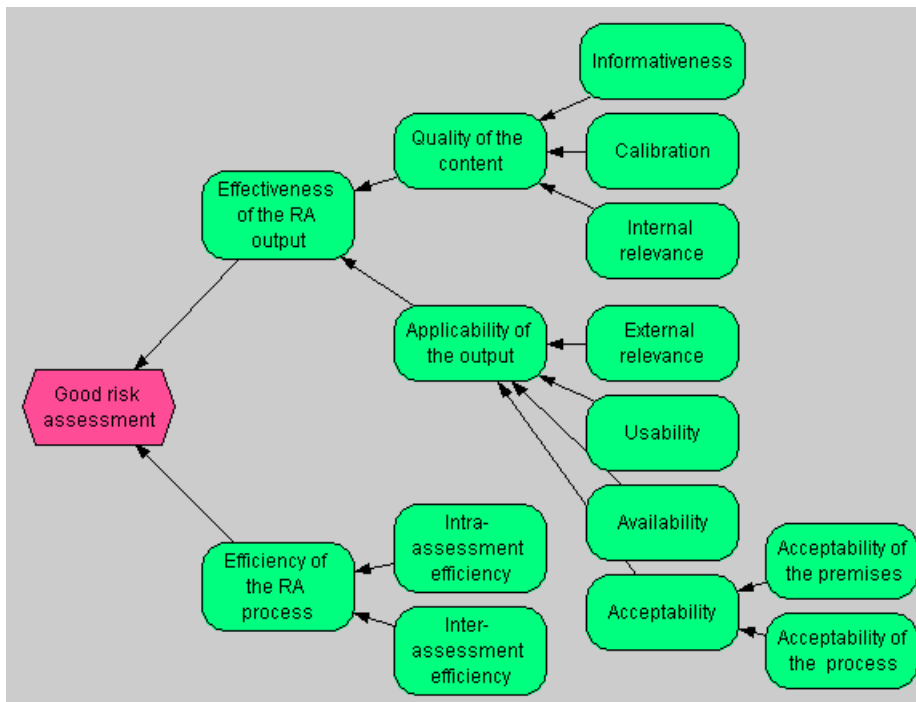 Informativeness
Quality of the
content
Calibration
Effectiveness
of the RA
output
Internal
relevance
Applicability of
the output
External
relevance
Good risk
assessment
Usability
Availability
Intra-
assessment
efficiency
Efficiency of
the RA
process
Acceptability of
the premises
Acceptability
Inter-
assessment
efficiency
Acceptability of
the process